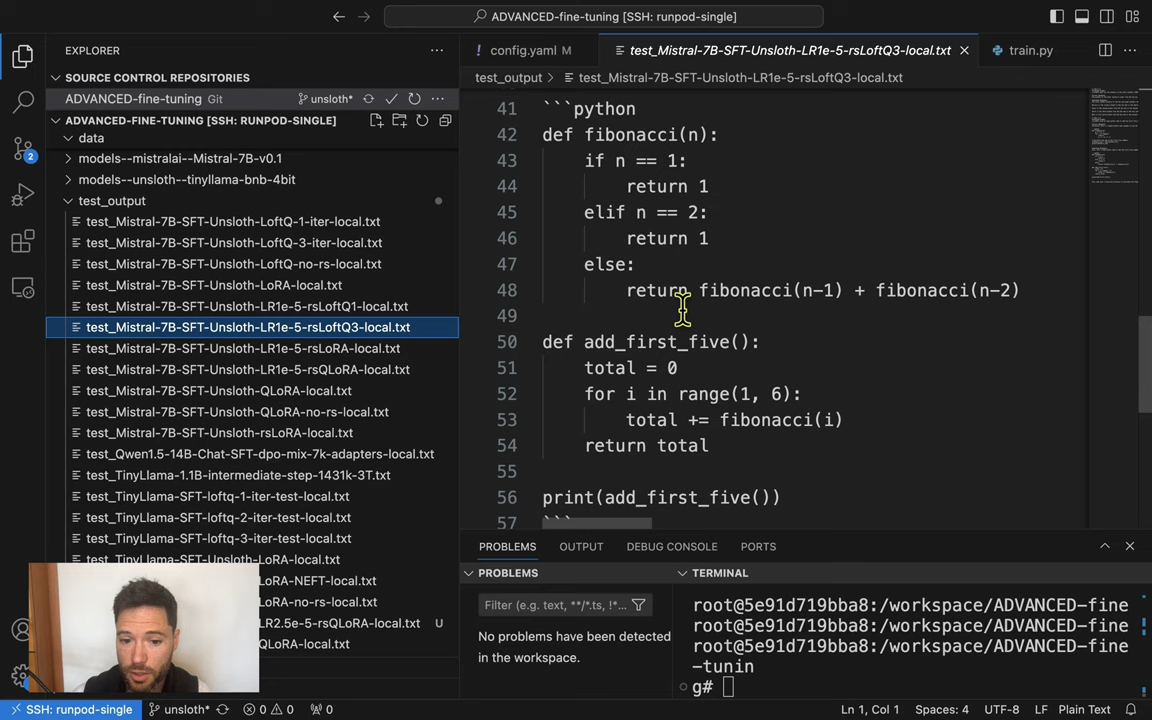 ADVANCED-fine-tuning [SSH: runpod-single]
EXPLORER
SOURCE CONTROL REPOSITORIES
ADVANCED-fine-tuning Git
unsloth*
ADVANCED-FINE-TUNING [SSH: RUNPOD-SINGLE]
data
models--mistralai--Mistral-7B-v0.1
models--unsloth--tinyllama-bnb-4bit
test_output
test_Mistral-7B-SFT-Unsloth-LoftQ-1-iter-local.txt
test_Mistral-7B-SFT-Unsloth-LoftQ-3-iter-local.txt
test_Mistral-7B-SFT-Unsloth-LoftQ-no-rs-local.txt
test_Mistral-7B-SFT-Unsloth-LoRA-local.txt
test_Mistral-7B-SFT-Unsloth-LR1e-5-rsLoftQ1-local.txt
test_Mistral-7B-SFT-Unsloth-LR1e-5-rsLoftQ3-local.txt
test_Mistral-7B-SFT-Unsloth-LR1e-5-rsLoRA-local.txt
test_Mistral-7B-SFT-Unsloth-LR1e-5-rsQLoRA-local.txt
test_Mistral-7B-SFT-Unsloth-QLoRA-local.txt
test_Mistral-7B-SFT-Unsloth-QLoRA-no-rs-local.txt
test_Mistral-7B-SFT-Unsloth-rsLoRA-local.txt
test_Qwen1.5-14B-Chat-SFT-dpo-mix-7k-adapters-local.txt
test_TinyLlama-1.1B-intermediate-step-1431k-3T.txt
test_TinyLlama-SFT-loftq-1-iter-test-local.txt
test_TinyLlama-SFT-loftq-2-iter-test-local.txt
test_TinyLlama-SFT-loftq-3-iter-test-local.txt
test_TinyLlama-SFT-Unsloth-LoRA-local.txt
LoRA-NEFT-local.txt
LoRA-no-rs-local.txt
LR2.5e-5-rsQLoRA-local.txt U
QLoRA-local.txt
2
config.yaml M
test_Mistral-7B-SFT-Unsloth-LR1e-5-rsLoftQ3-local.txt
train.py
test_output > test_Mistral-7B-SFT-Unsloth-LR1e-5-rsLoftQ3-local.txt
41 ```python
42 def fibonacci(n):
43 if n == 1:
44 return 1
45 elif n == 2:
46 return 1
47 else:
48 return fibonacci(n-1) + fibonacci(n-2)
49
50 def add_first_five():
51 total = 0
52 for i in range(1, 6):
53 total += fibonacci(i)
54 return total
55
56 print(add_first_five())
57 ```
PROBLEMS OUTPUT DEBUG CONSOLE PORTS
PROBLEMS
Filter (e.g. text, **/*.ts, !*...
No problems have been detected
in the workspace.
TERMINAL
root@5e91d719bba8:/workspace/ADVANCED-fine
root@5e91d719bba8:/workspace/ADVANCED-fine
root@5e91d719bba8:/workspace/ADVANCED-fine
-tunin
g#
SSH: runpod-single unsloth* 0 0 0 Ln 1, Col 1 Spaces: 4 UTF-8 LF Plain Text